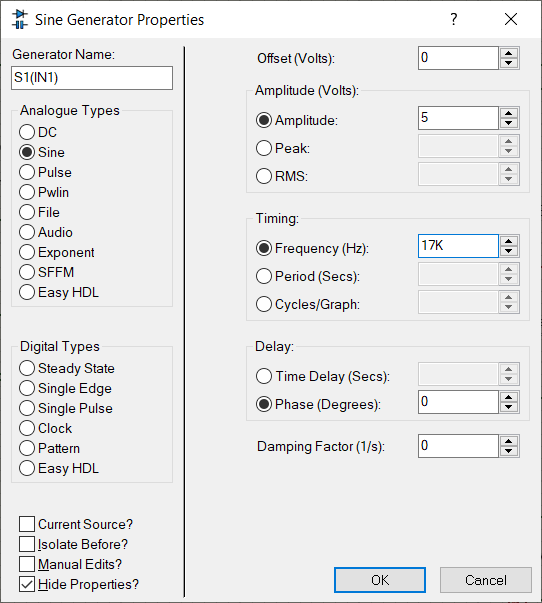 Sine Generator Properties
?
Generator Name:
S1(IN1)
Analogue Types
DC
Sine
Pulse
Pwlin
File
Audio
Exponent
SFFM
Easy HDL
Digital Types
Steady State
Single Edge
Single Pulse
Clock
Pattern
Easy HDL
Current Source?
Isolate Before?
Manual Edits?
Hide Properties?
Offset (Volts): 0
Amplitude (Volts):
Amplitude: 5
Peak:
RMS:
Timing:
Frequency (Hz): 17K
Period (Secs):
Cycles/Graph:
Delay:
Time Delay (Secs):
Phase (Degrees): 0
Damping Factor (1/s): 0
OK Cancel